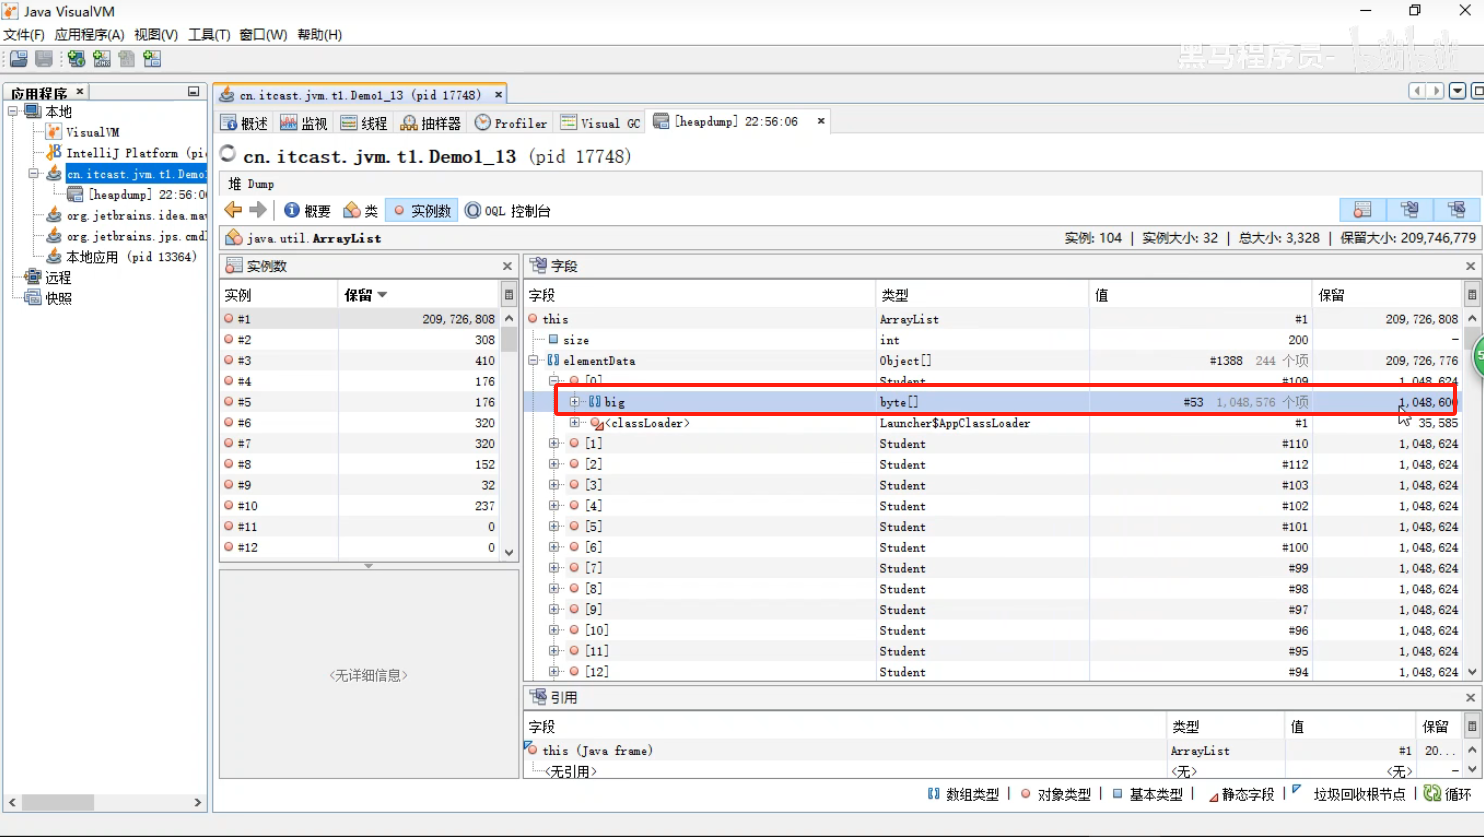 Java VisualVM
文件(F) 应用程序(A) 视图(V) 工具(T) 窗口(W) 帮助(H)
黑马程序员-
bilibili
应用程序 ×
本地
VisualVM
IntelliJ Platform (pi
cn.itcast.jvm.t1.Demo1
[heapdump] 22:56:0
org.jetbrains.idea.ma
org.jetbrains.jps.cmd
本地应用 (pid 13364)
远程
快照
cn.itcast.jvm.t1.Demo1_13 (pid 17748) ×
概述 监视 线程 抽样器 Profiler Visual GC [heapdump] 22:56:06 ×
cn.itcast.jvm.t1.Demo1_13 (pid 17748)
堆 Dump
概要 类 实例数 OQL 控制台
java.util.ArrayList 实例: 104 | 实例大小: 32 | 总大小: 3,328 | 保留大小: 209,746,779
实例数
实例 保留
#1 209,726,808
#2 308
#3 410
#4 176
#5 176
#6 320
#7 320
#8 152
#9 32
#10 237
#11 0
#12 0
<无详细信息>
字段
字段 类型 值 保留
this ArrayList #1 209,726,808
size int 200 -
elementData Object[] #1388 244 个项 209,726,776
[0] Student #109 1,048,624
big byte[] #53 1,048,576 个项 1,048,600
<classLoader> Launcher$AppClassLoader #1 35,585
[1] Student #110 1,048,624
[2] Student #112 1,048,624
[3] Student #103 1,048,624
[4] Student #102 1,048,624
[5] Student #101 1,048,624
[6] Student #100 1,048,624
[7] Student #99 1,048,624
[8] Student #98 1,048,624
[9] Student #97 1,048,624
[10] Student #96 1,048,624
[11] Student #95 1,048,624
[12] Student #94 1,048,624
引用
字段 类型 值 保留
this (Java frame) ArrayList #1 20...
<无引用> <无> <无> -
数组类型 | 对象类型 | 基本类型 | 静态字段 | 垃圾回收根节点 | 循环